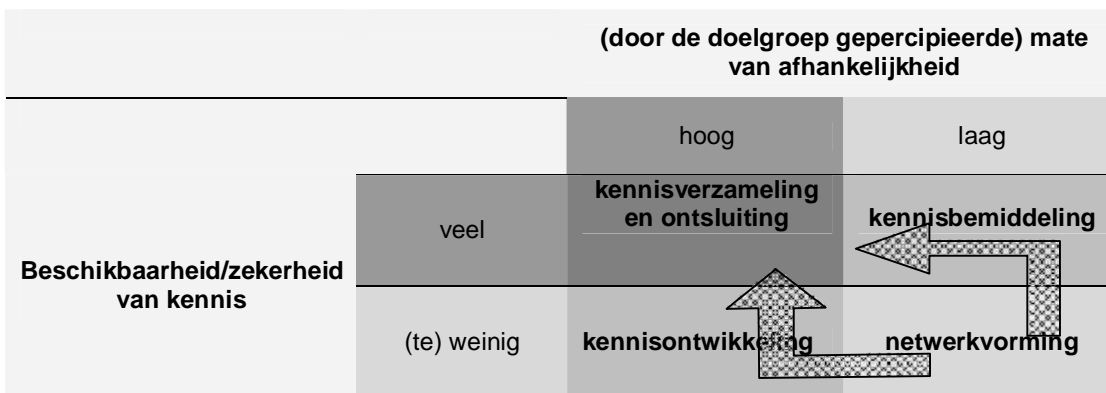 (door de doelgroep gepercipieerde) mate
van afhankelijkheid
hoog
laag
kennisverzameling
en ontsluiting
kennisbemiddeling
veel
Beschikbaarheid/zekerheid
van kennis
(te) weinig
kennisontwikkeling
netwerkvorming